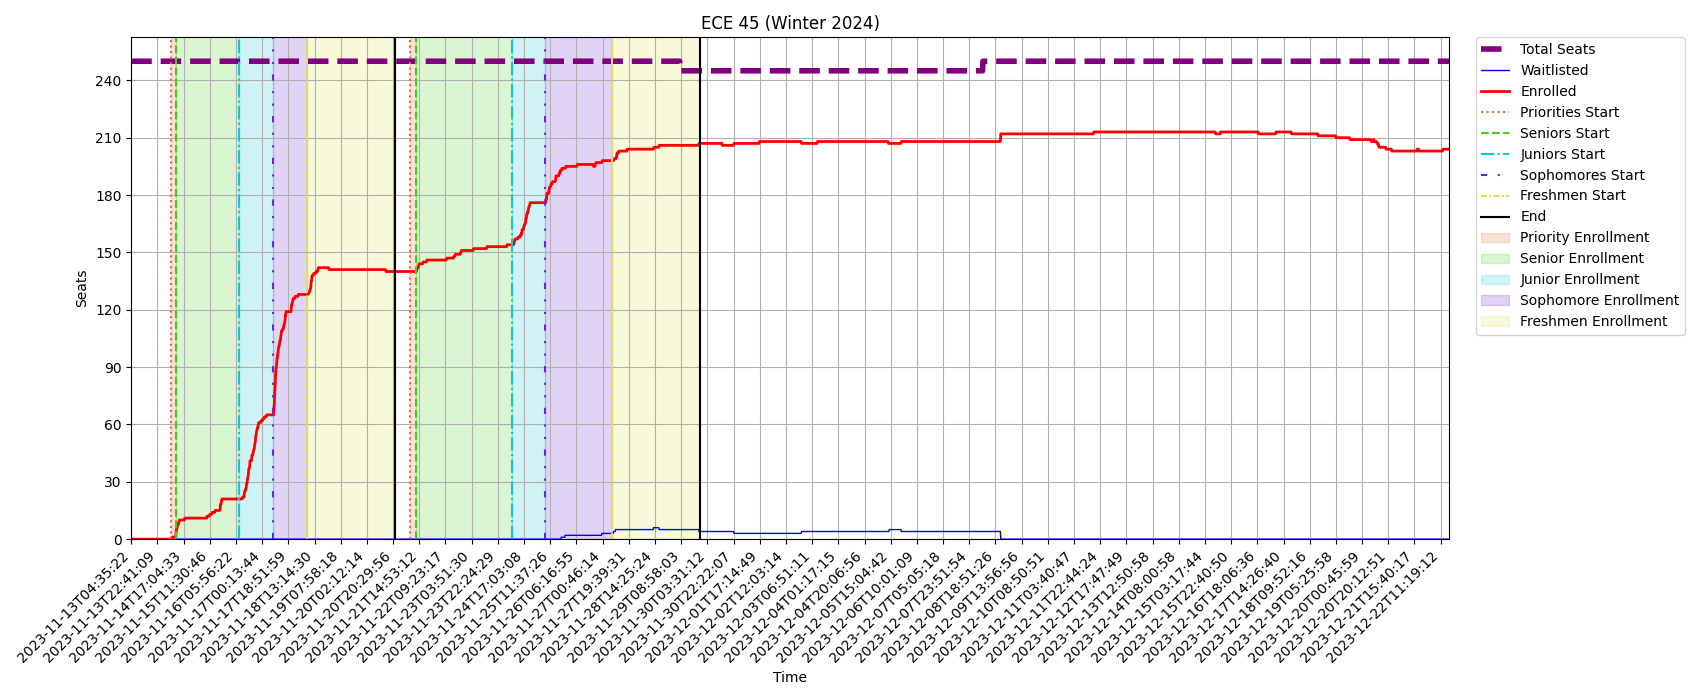 ECE 45 (Winter 2024)
Seats
240
210
180
150
120
90
60
30
0
2023-11-13T04:35:22
2023-11-13T22:41:09
2023-11-14T17:04:33
2023-11-15T11:30:46
2023-11-16T05:56:22
2023-11-17T00:13:44
2023-11-17T18:51:59
2023-11-18T13:14:30
2023-11-19T07:58:18
2023-11-20T02:12:14
2023-11-20T20:29:56
2023-11-21T14:53:12
2023-11-22T09:23:17
2023-11-23T03:51:30
2023-11-23T22:24:29
2023-11-24T17:03:08
2023-11-25T11:37:26
2023-11-26T06:16:55
2023-11-27T00:46:14
2023-11-27T19:39:31
2023-11-28T14:25:24
2023-11-29T08:58:03
2023-11-30T03:31:12
2023-11-30T22:22:07
2023-12-01T17:14:49
2023-12-02T12:03:14
2023-12-03T06:51:11
2023-12-04T01:17:15
2023-12-04T20:06:56
2023-12-05T15:04:42
2023-12-06T10:01:09
2023-12-07T05:05:18
2023-12-07T23:51:54
2023-12-08T18:51:26
2023-12-09T13:56:56
2023-12-10T08:50:51
2023-12-11T03:40:47
2023-12-11T22:44:24
2023-12-12T17:47:49
2023-12-13T12:50:58
2023-12-14T08:00:58
2023-12-15T03:17:44
2023-12-15T22:40:50
2023-12-16T18:06:36
2023-12-17T14:26:40
2023-12-18T09:52:16
2023-12-19T05:25:58
2023-12-20T00:45:59
2023-12-20T20:12:51
2023-12-21T15:40:17
2023-12-22T11:19:12
Time
Total Seats
Waitlisted
Enrolled
Priorities Start
Seniors Start
Juniors Start
Sophomores Start
Freshmen Start
End
Priority Enrollment
Senior Enrollment
Junior Enrollment
Sophomore Enrollment
Freshmen Enrollment